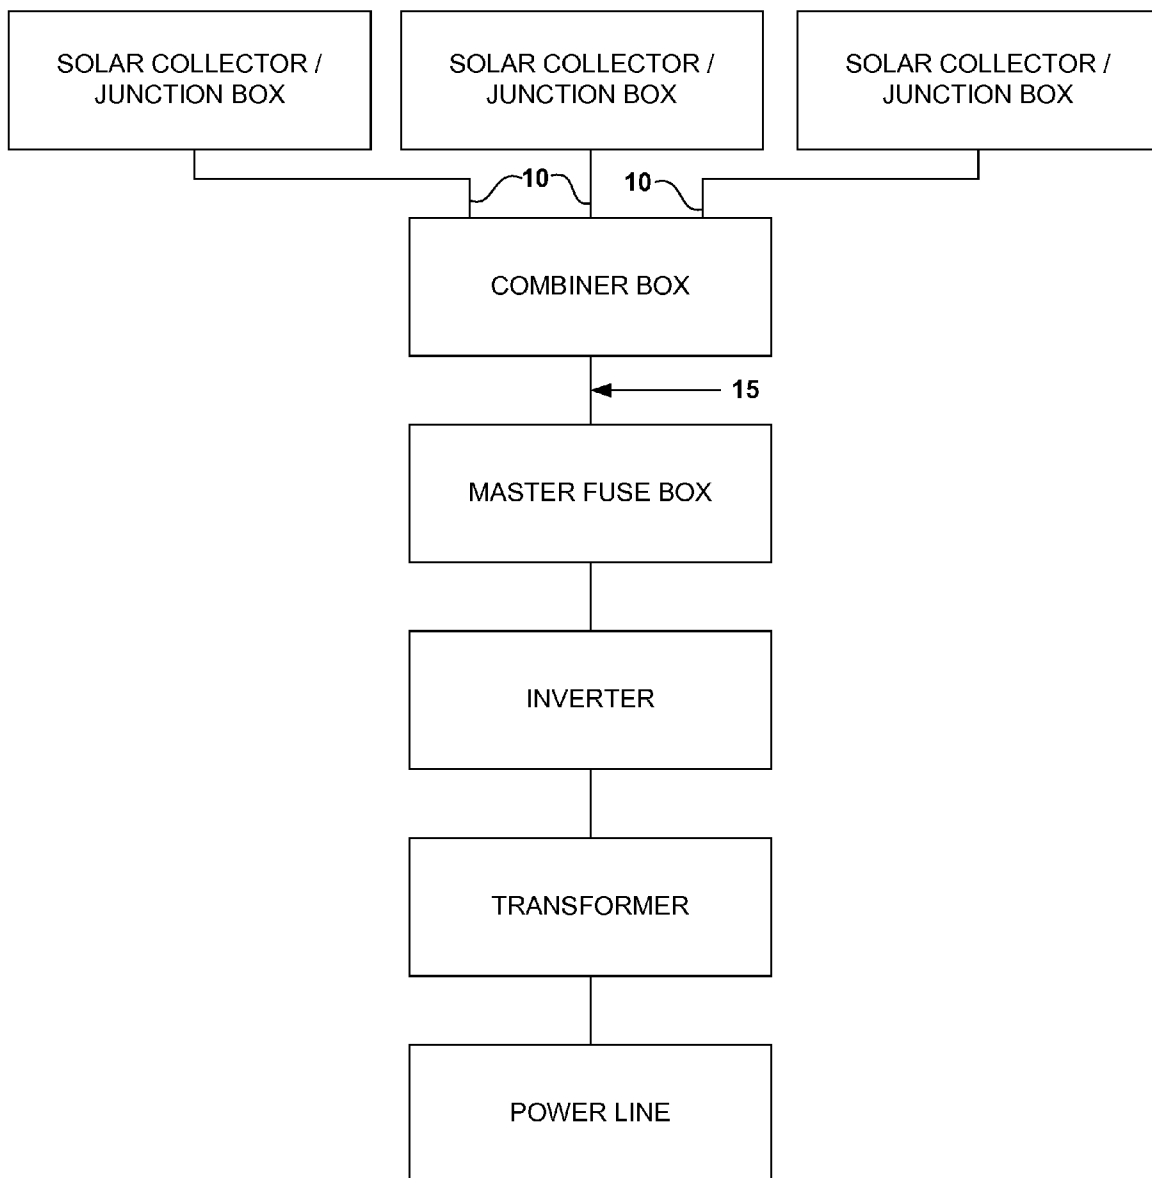 SOLAR COLLECTOR /
JUNCTION BOX
SOLAR COLLECTOR /
JUNCTION BOX
SOLAR COLLECTOR /
JUNCTION BOX
10
10
COMBINER BOX
15
MASTER FUSE BOX
INVERTER
TRANSFORMER
POWER LINE